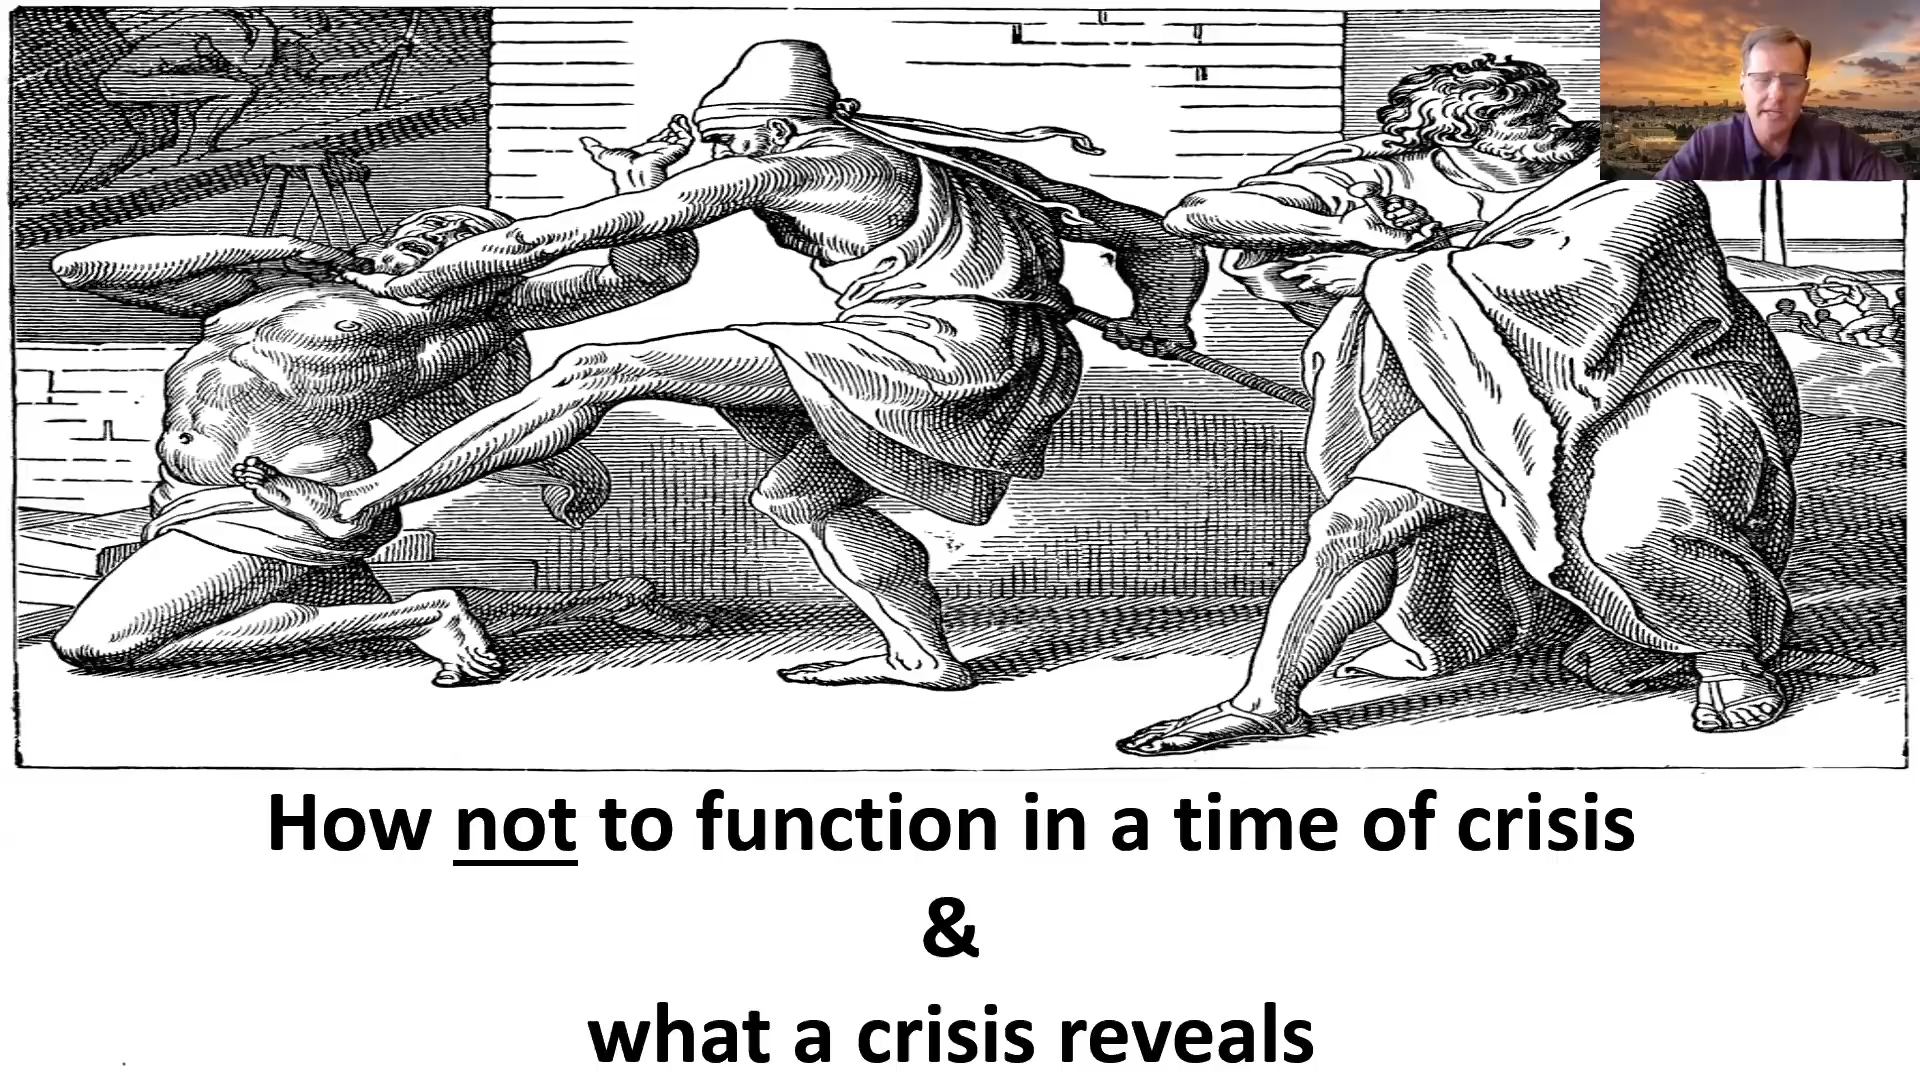 How not to function in a time of crisis
&
what a crisis reveals